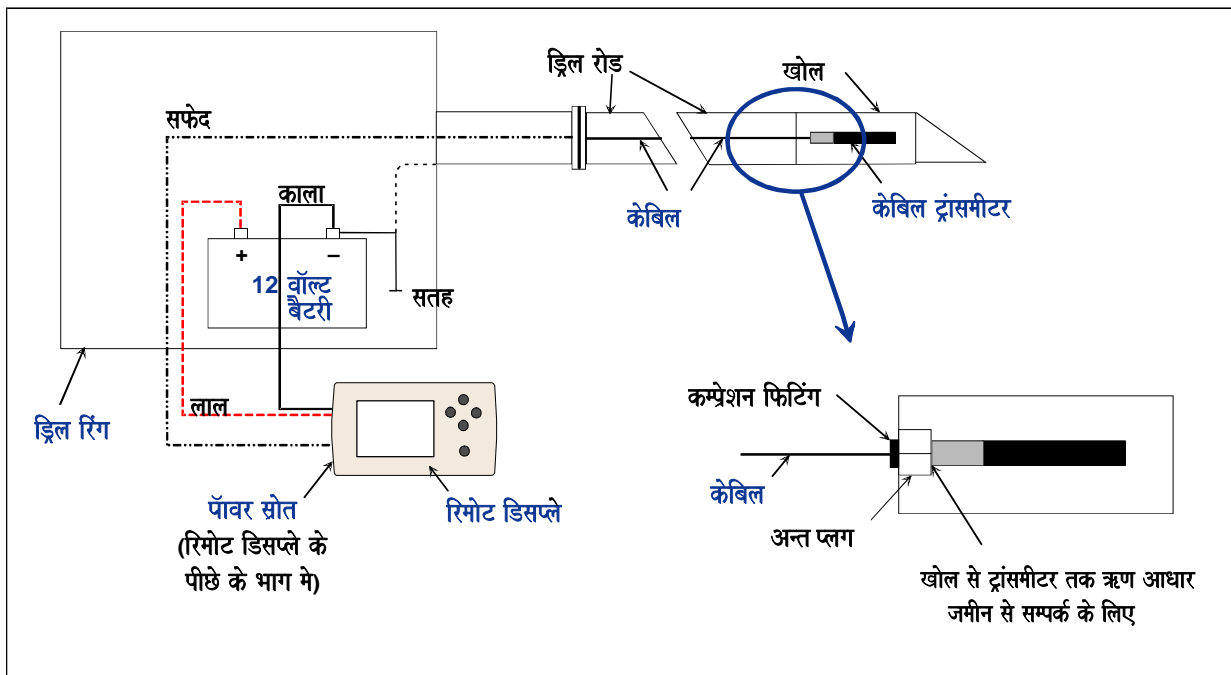 ड्रिल रोड
खोल
सफेद
काला
केबिल
केबिल ट्रांसमीटर
+
–
12 वॉल्ट
बैटरी
सतह
लाल
ड्रिल रिंग
कम्प्रेशन फिटिंग
केबिल
पॅावर स्रोत
(रिमोट डिसप्ले के
पीछे के भाग मे)
रिमोट डिसप्ले
अन्त प्लग
खोल से ट्रांसमीटर तक ऋण आधार
जमीन से सम्पर्क के लिए